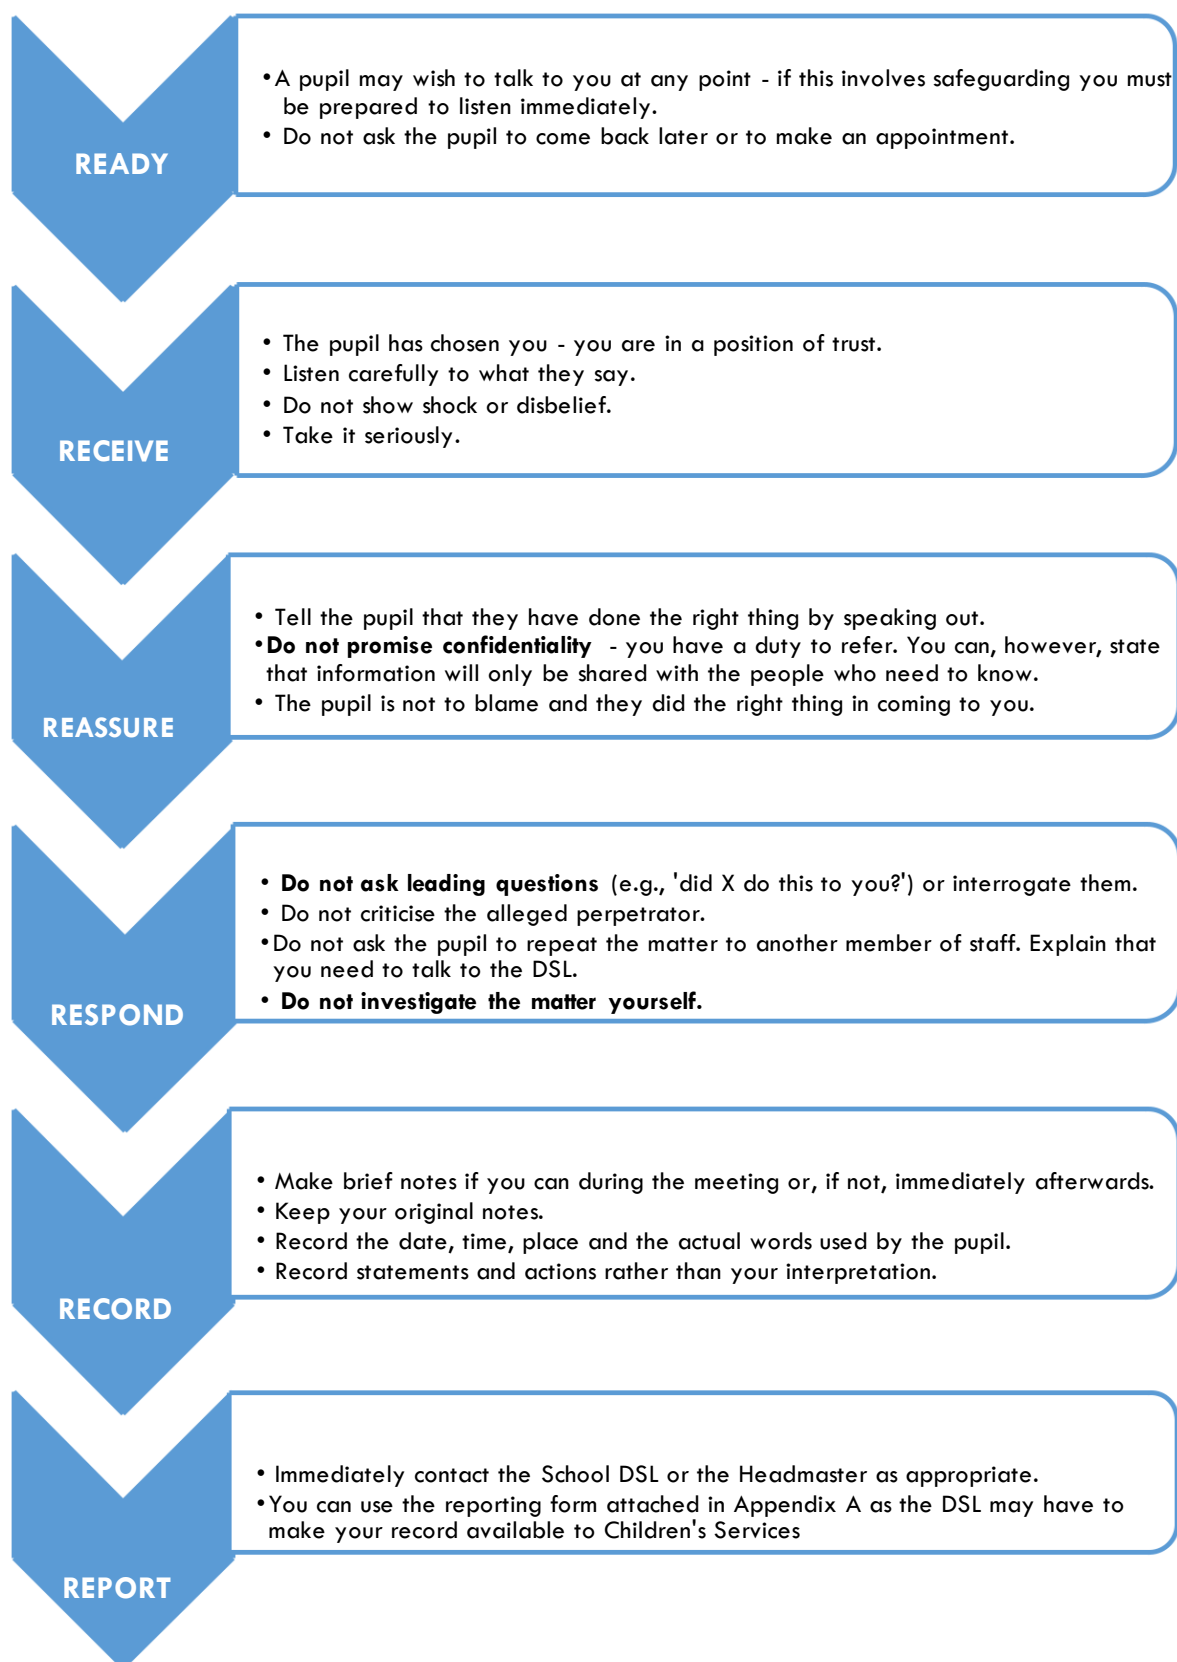 READY
•A pupil may wish to talk to you at any point - if this involves safeguarding you must
be prepared to listen immediately.
• Do not ask the pupil to come back later or to make an appointment.
RECEIVE
• The pupil has chosen you - you are in a position of trust.
• Listen carefully to what they say.
• Do not show shock or disbelief.
• Take it seriously.
REASSURE
• Tell the pupil that they have done the right thing by speaking out.
•Do not promise confidentiality - you have a duty to refer. You can, however, state
that information will only be shared with the people who need to know.
• The pupil is not to blame and they did the right thing in coming to you.
RESPOND
• Do not ask leading questions (e.g., 'did X do this to you?') or interrogate them.
• Do not criticise the alleged perpetrator.
•Do not ask the pupil to repeat the matter to another member of staff. Explain that
you need to talk to the DSL.
• Do not investigate the matter yourself.
RECORD
• Make brief notes if you can during the meeting or, if not, immediately afterwards.
• Keep your original notes.
• Record the date, time, place and the actual words used by the pupil.
• Record statements and actions rather than your interpretation.
REPORT
• Immediately contact the School DSL or the Headmaster as appropriate.
•You can use the reporting form attached in Appendix A as the DSL may have to
make your record available to Children's Services